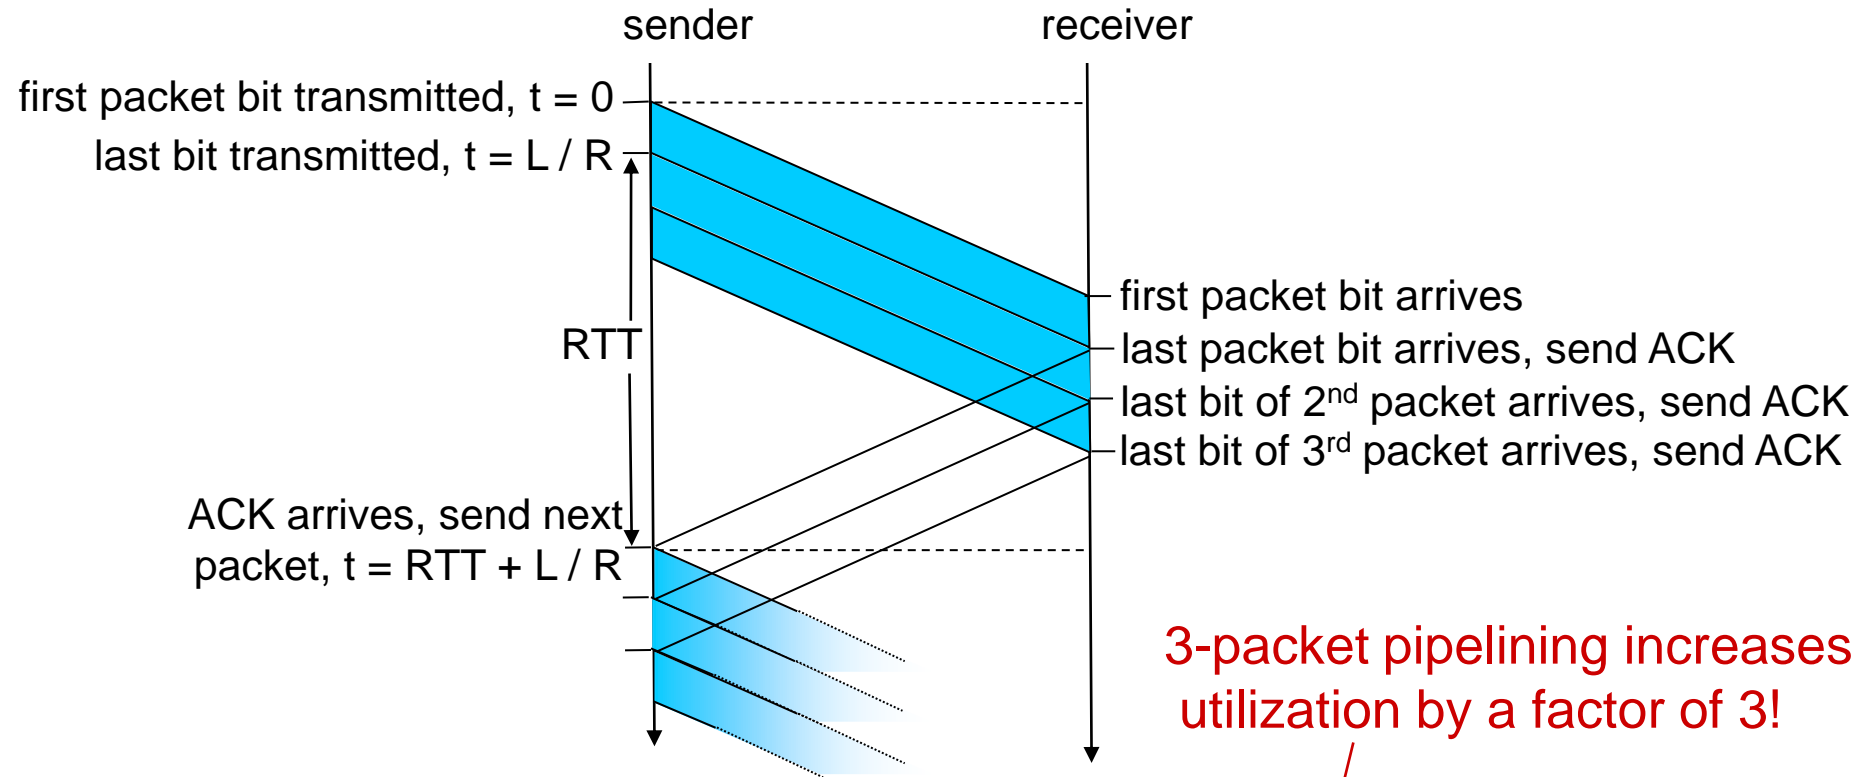 sender
receiver
first packet bit transmitted, t = 0
last bit transmitted, t = L / R
first packet bit arrives
RTT
last packet bit arrives, send ACK
last bit of 2nd packet arrives, send ACK
last bit of 3rd packet arrives, send ACK
ACK arrives, send next
packet, t = RTT + L / R
3-packet pipelining increases
utilization by a factor of 3!